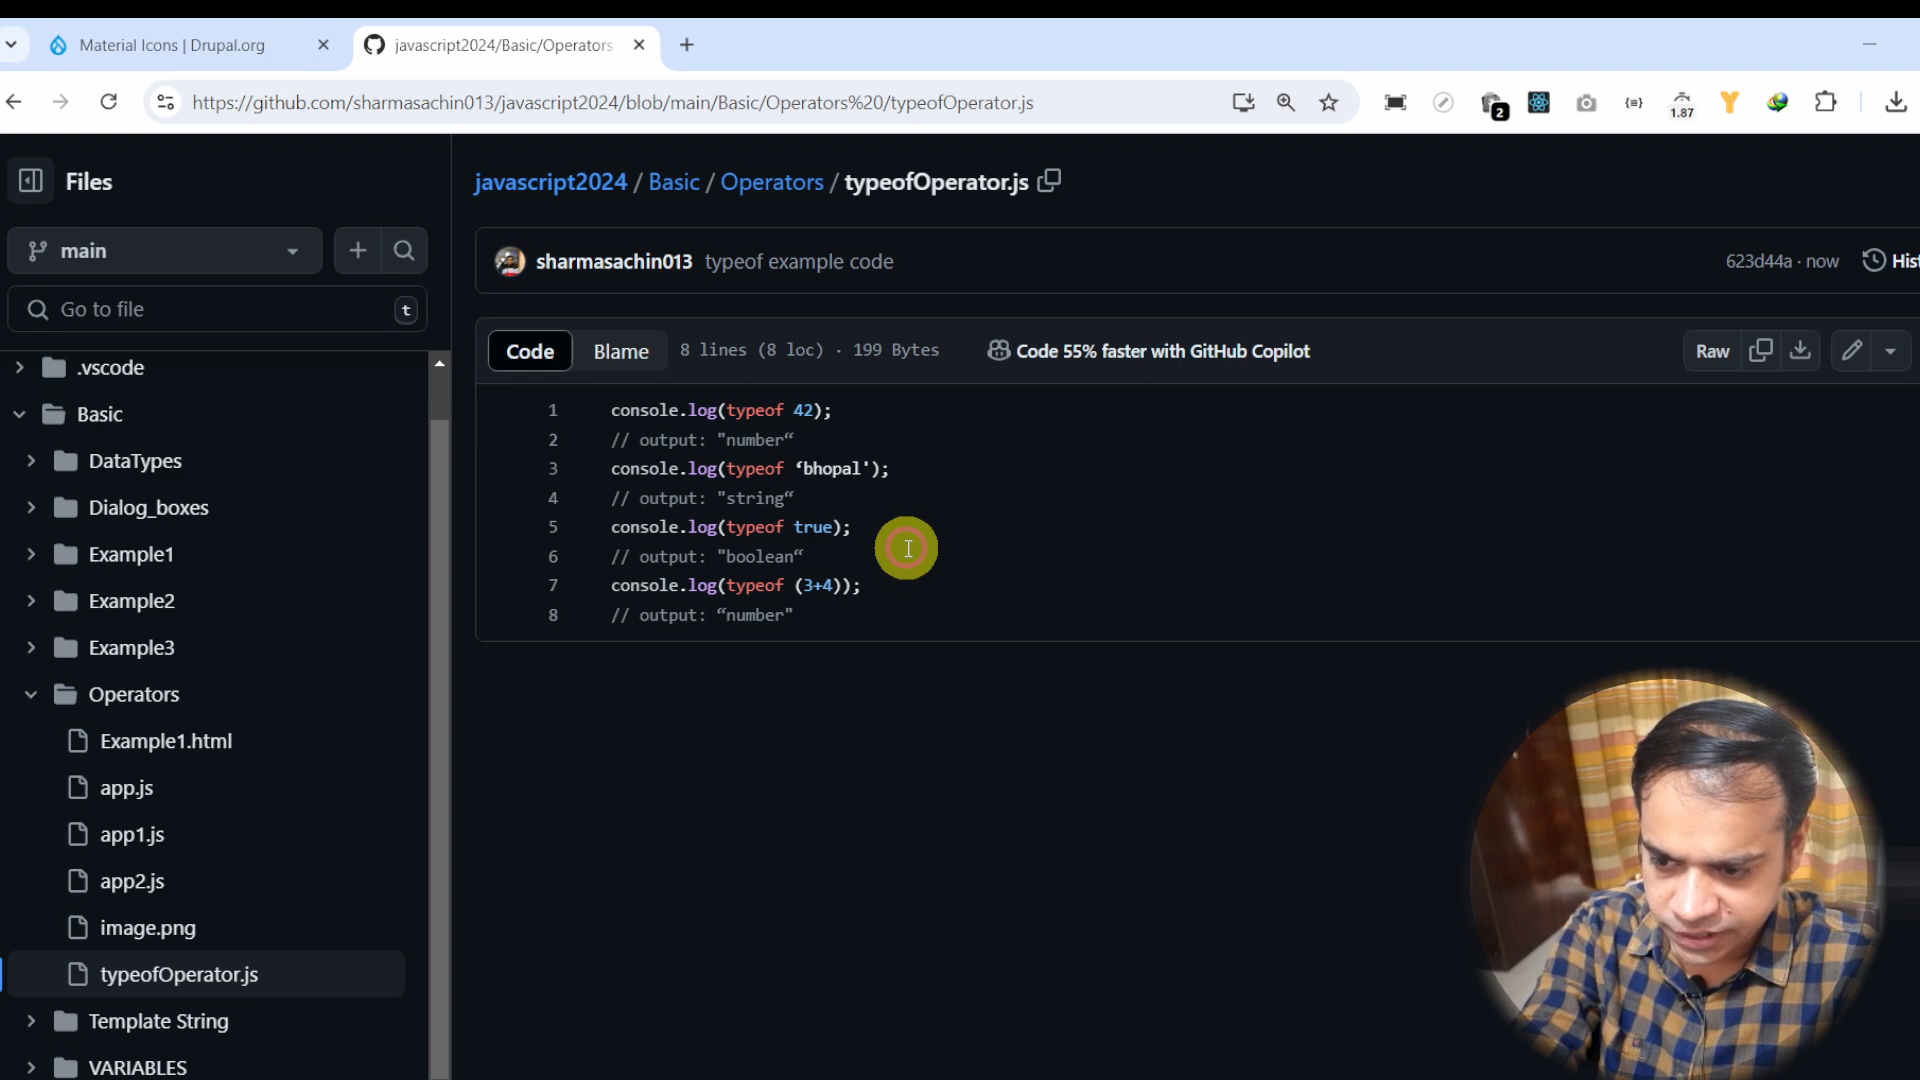 Material Icons | Drupal.org
javascript2024/Basic/Operators
https://github.com/sharmasachin013/javascript2024/blob/main/Basic/Operators%20/typeofOperator.js
2
{=}
1.87
Files
javascript2024 / Basic / Operators / typeofOperator.js
main
sharmasachin013 typeof example code
623d44a · now
Hist
Go to file
t
Code
Blame
8 lines (8 loc) · 199 Bytes
Code 55% faster with GitHub Copilot
Raw
.vscode
Basic
DataTypes
Dialog_boxes
Example1
Example2
Example3
Operators
Example1.html
app.js
app1.js
app2.js
image.png
typeofOperator.js
Template String
VARIABLES
1 console.log(typeof 42);
2 // output: "number“
3 console.log(typeof ‘bhopal');
4 // output: "string“
5 console.log(typeof true);
6 // output: "boolean“
7 console.log(typeof (3+4));
8 // output: “number"